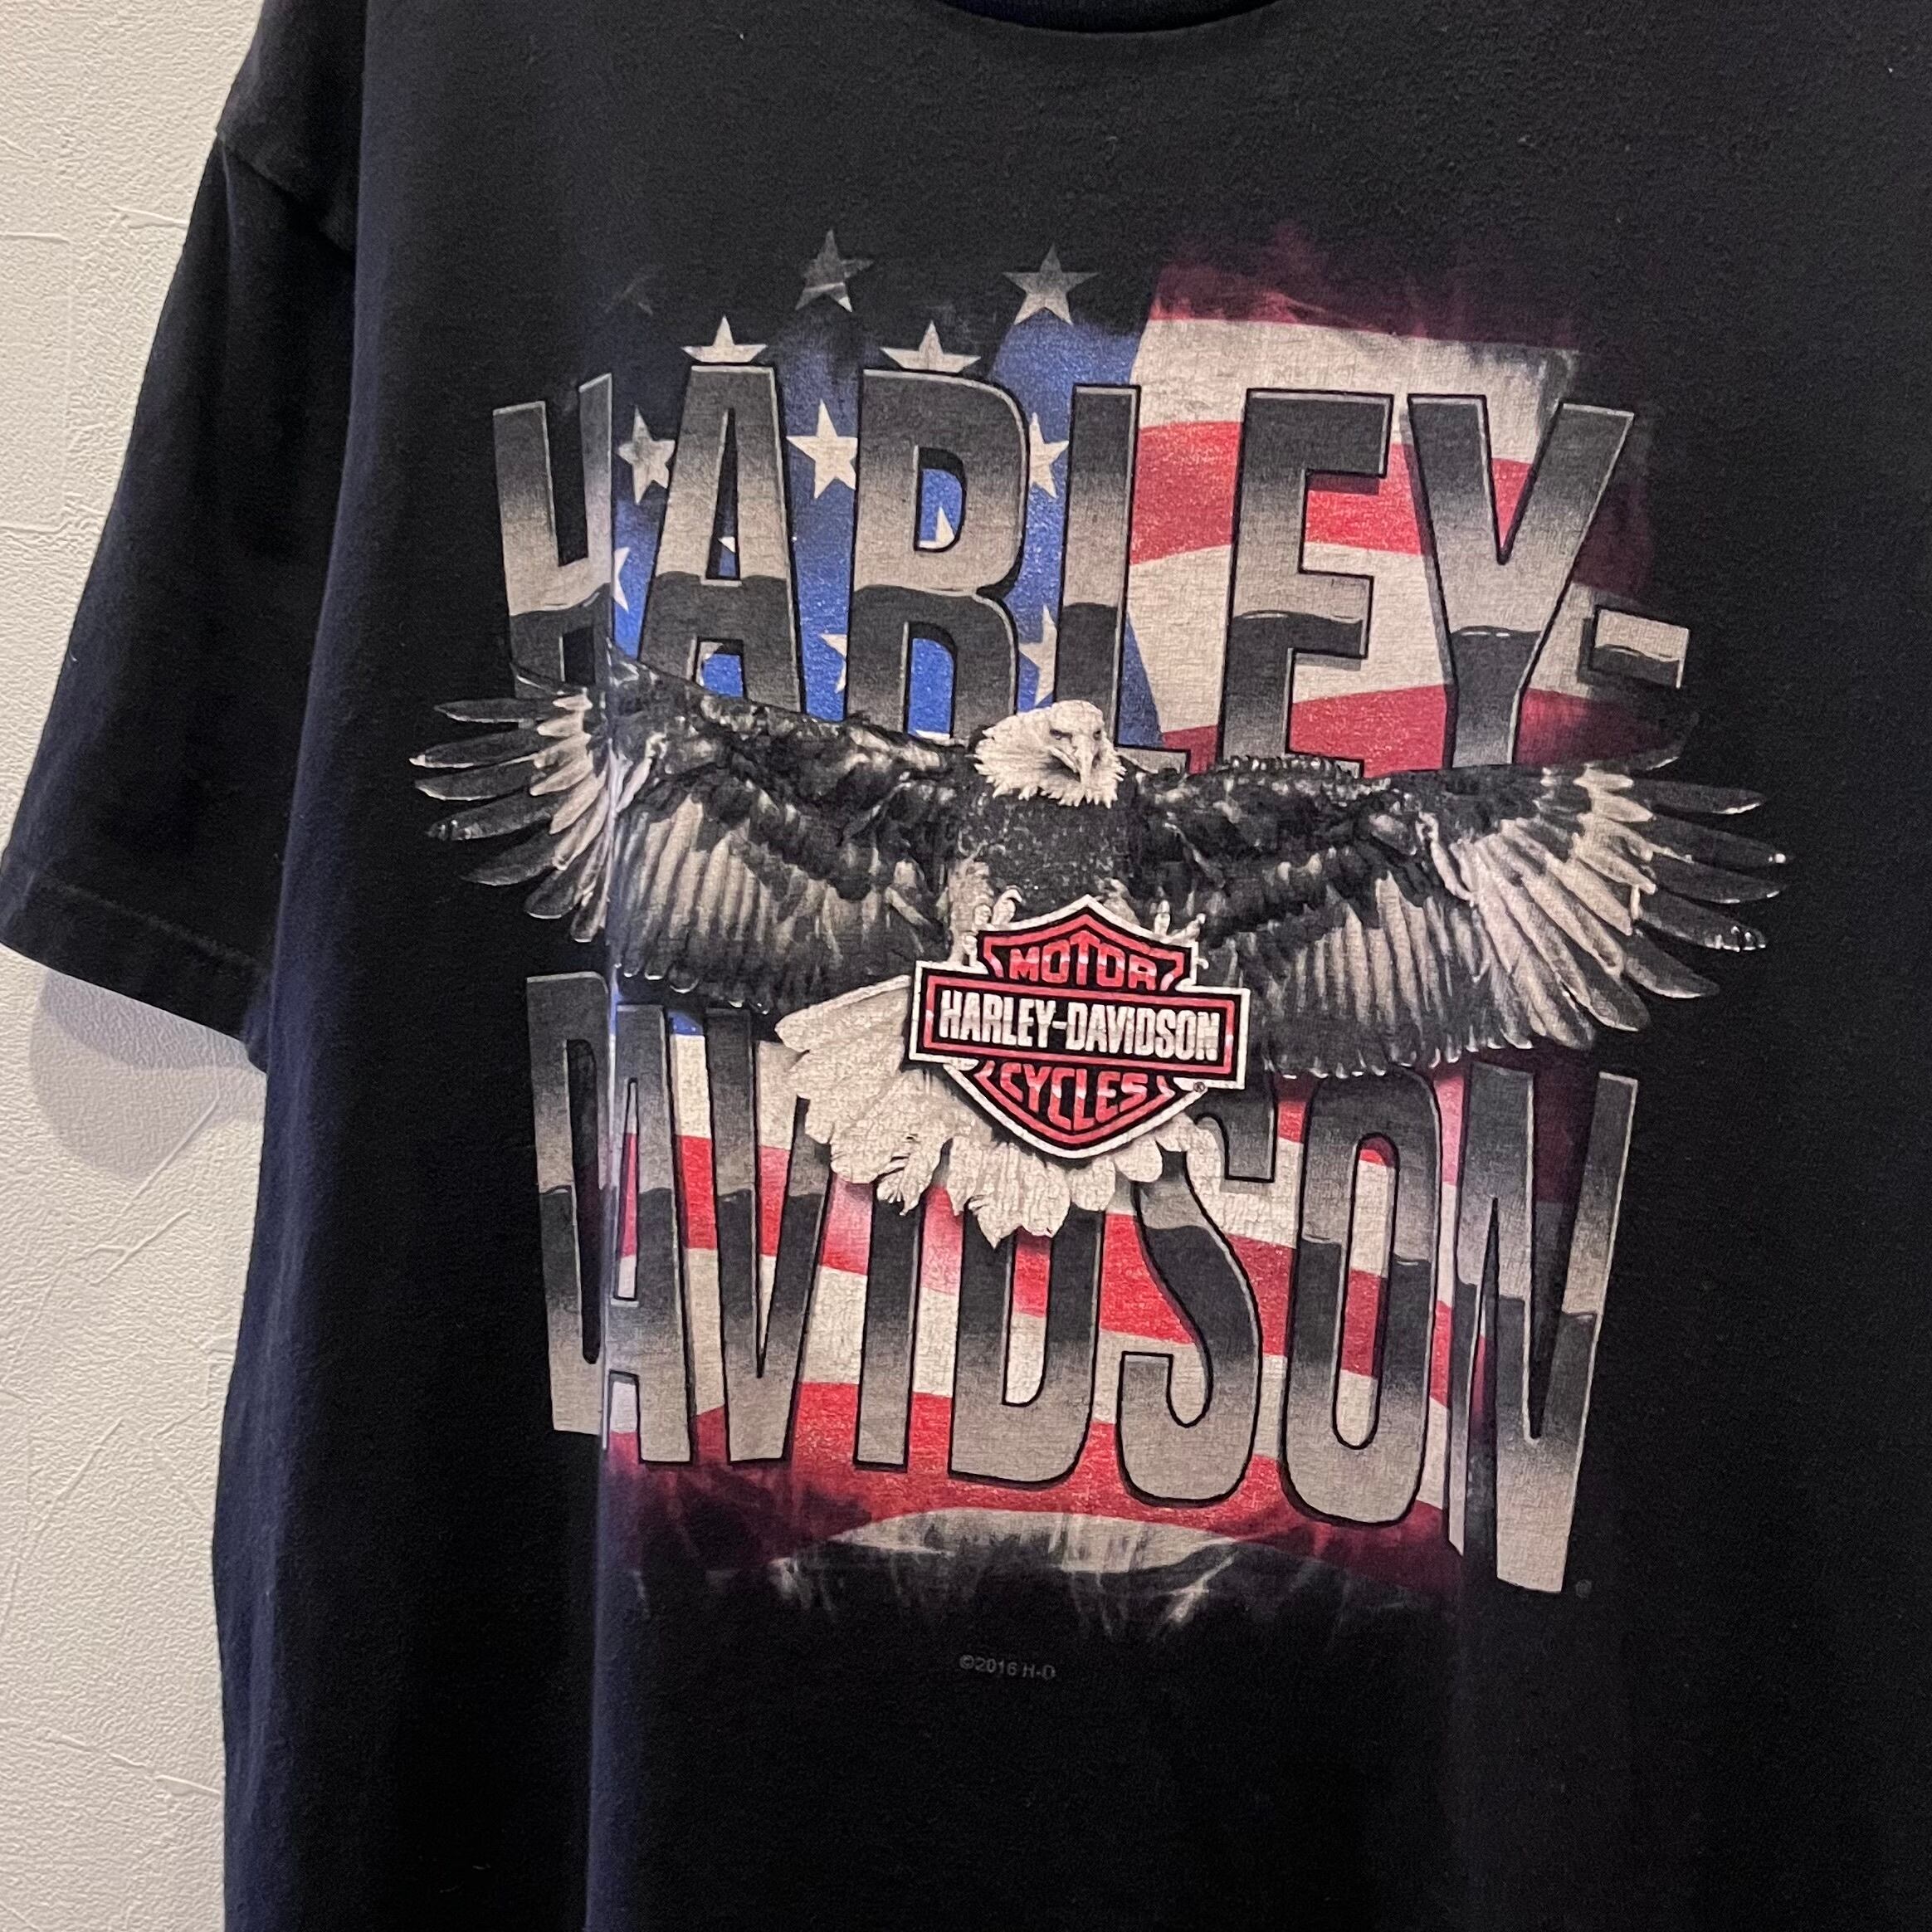 HARLEY-
MOTOR
HARLEY-DAVIDSON
CYCLES
®
DAVIDSON
©2016 H-D